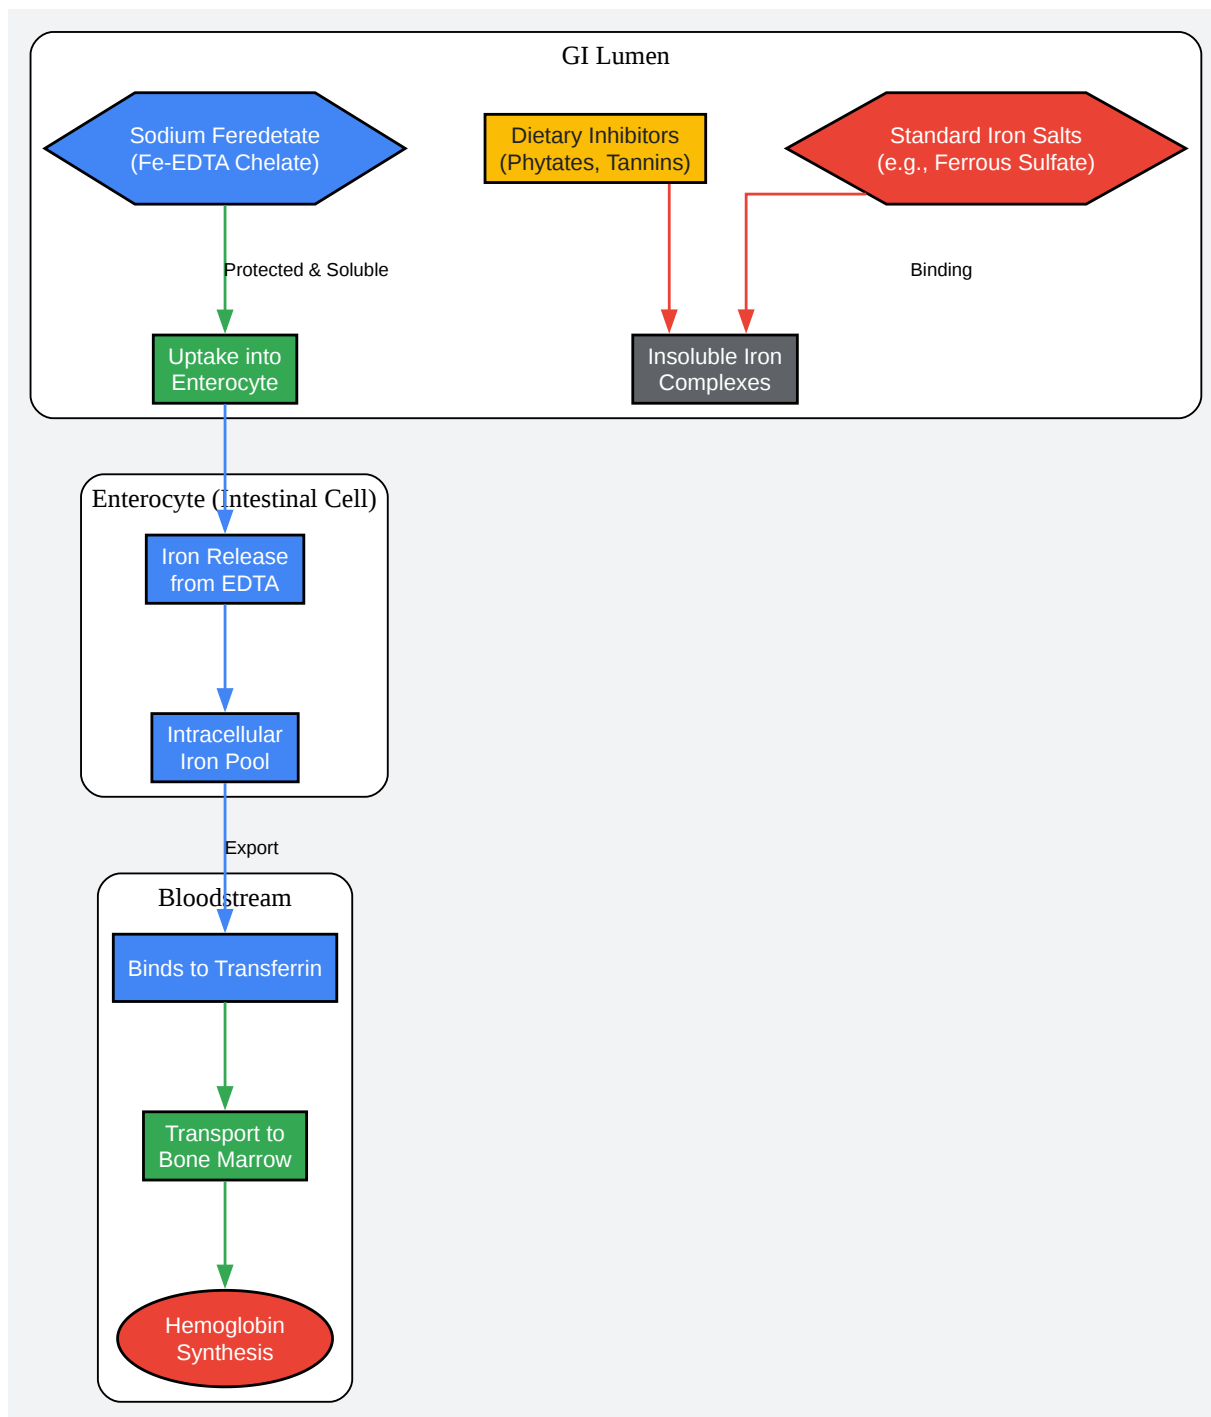 GI Lumen
Sodium Feredetate
(Fe-EDTA Chelate)
Dietary Inhibitors
(Phytates, Tannins)
Standard Iron Salts
(e.g., Ferrous Sulfate)
Protected & Soluble
Binding
Uptake into
Enterocyte
Insoluble Iron
Complexes
Enterocyte (Intestinal Cell)
Iron Release
from EDTA
Intracellular
Iron Pool
Export
Bloodstream
Binds to Transferrin
Transport to
Bone Marrow
Hemoglobin
Synthesis